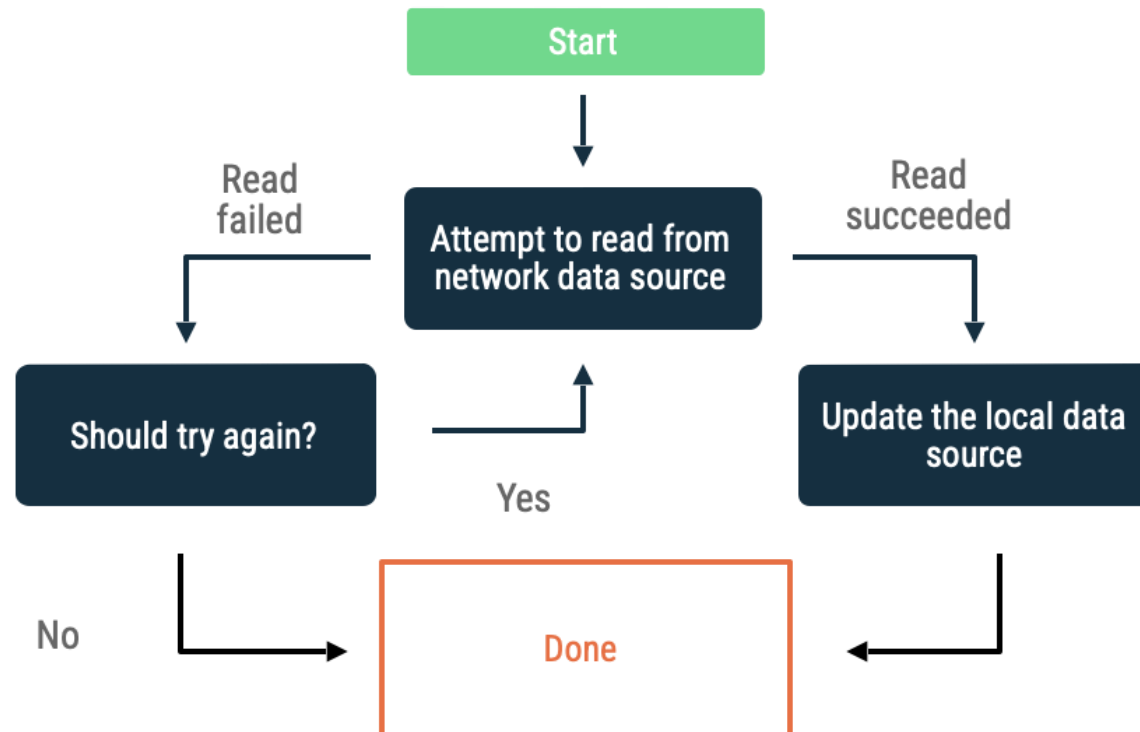 Start
Read
failed
Read
succeeded
Attempt to read from
network data source
Should try again?
Update the local data
source
Yes
No
Done